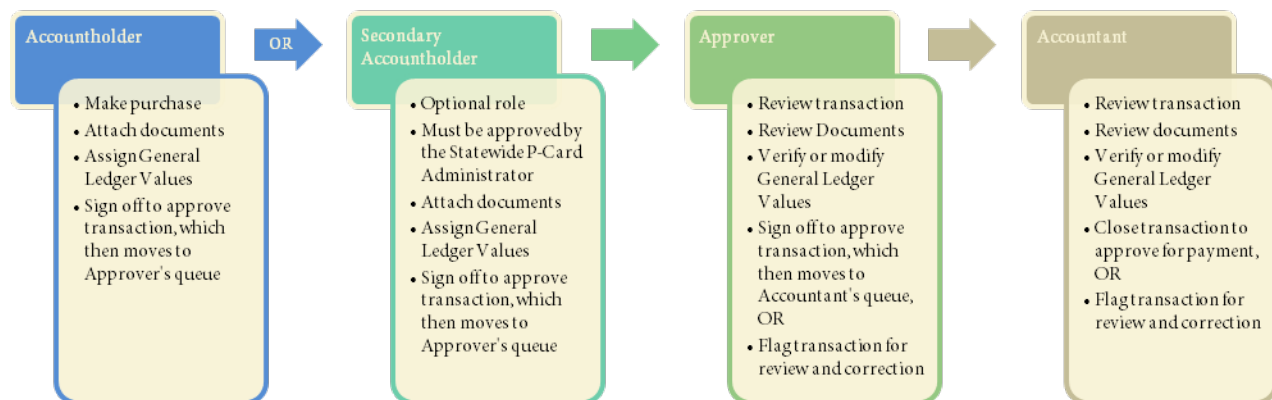 Accountholder
• Make purchase
• Attach documents
• Assign General
Ledger Values
• Sign off to approve
transaction, which
then moves to
Approver's queue
OR
Secondary
Accountholder
• Optional role
• Must be approved by
the Statewide P-Card
Administrator
• Attach documents
• Assign General
Ledger Values
• Sign off to approve
transaction, which
then moves to
Approver's queue
Approver
• Review transaction
• Review Documents
• Verify or modify
General Ledger
Values
• Sign off to approve
transaction, which
then moves to
Accountant's queue,
OR
• Flag transaction for
review and correction
Accountant
• Review transaction
• Review documents
• Verify or modify
General Ledger
Values
• Close transaction to
approve for payment,
OR
• Flag transaction for
review and correction